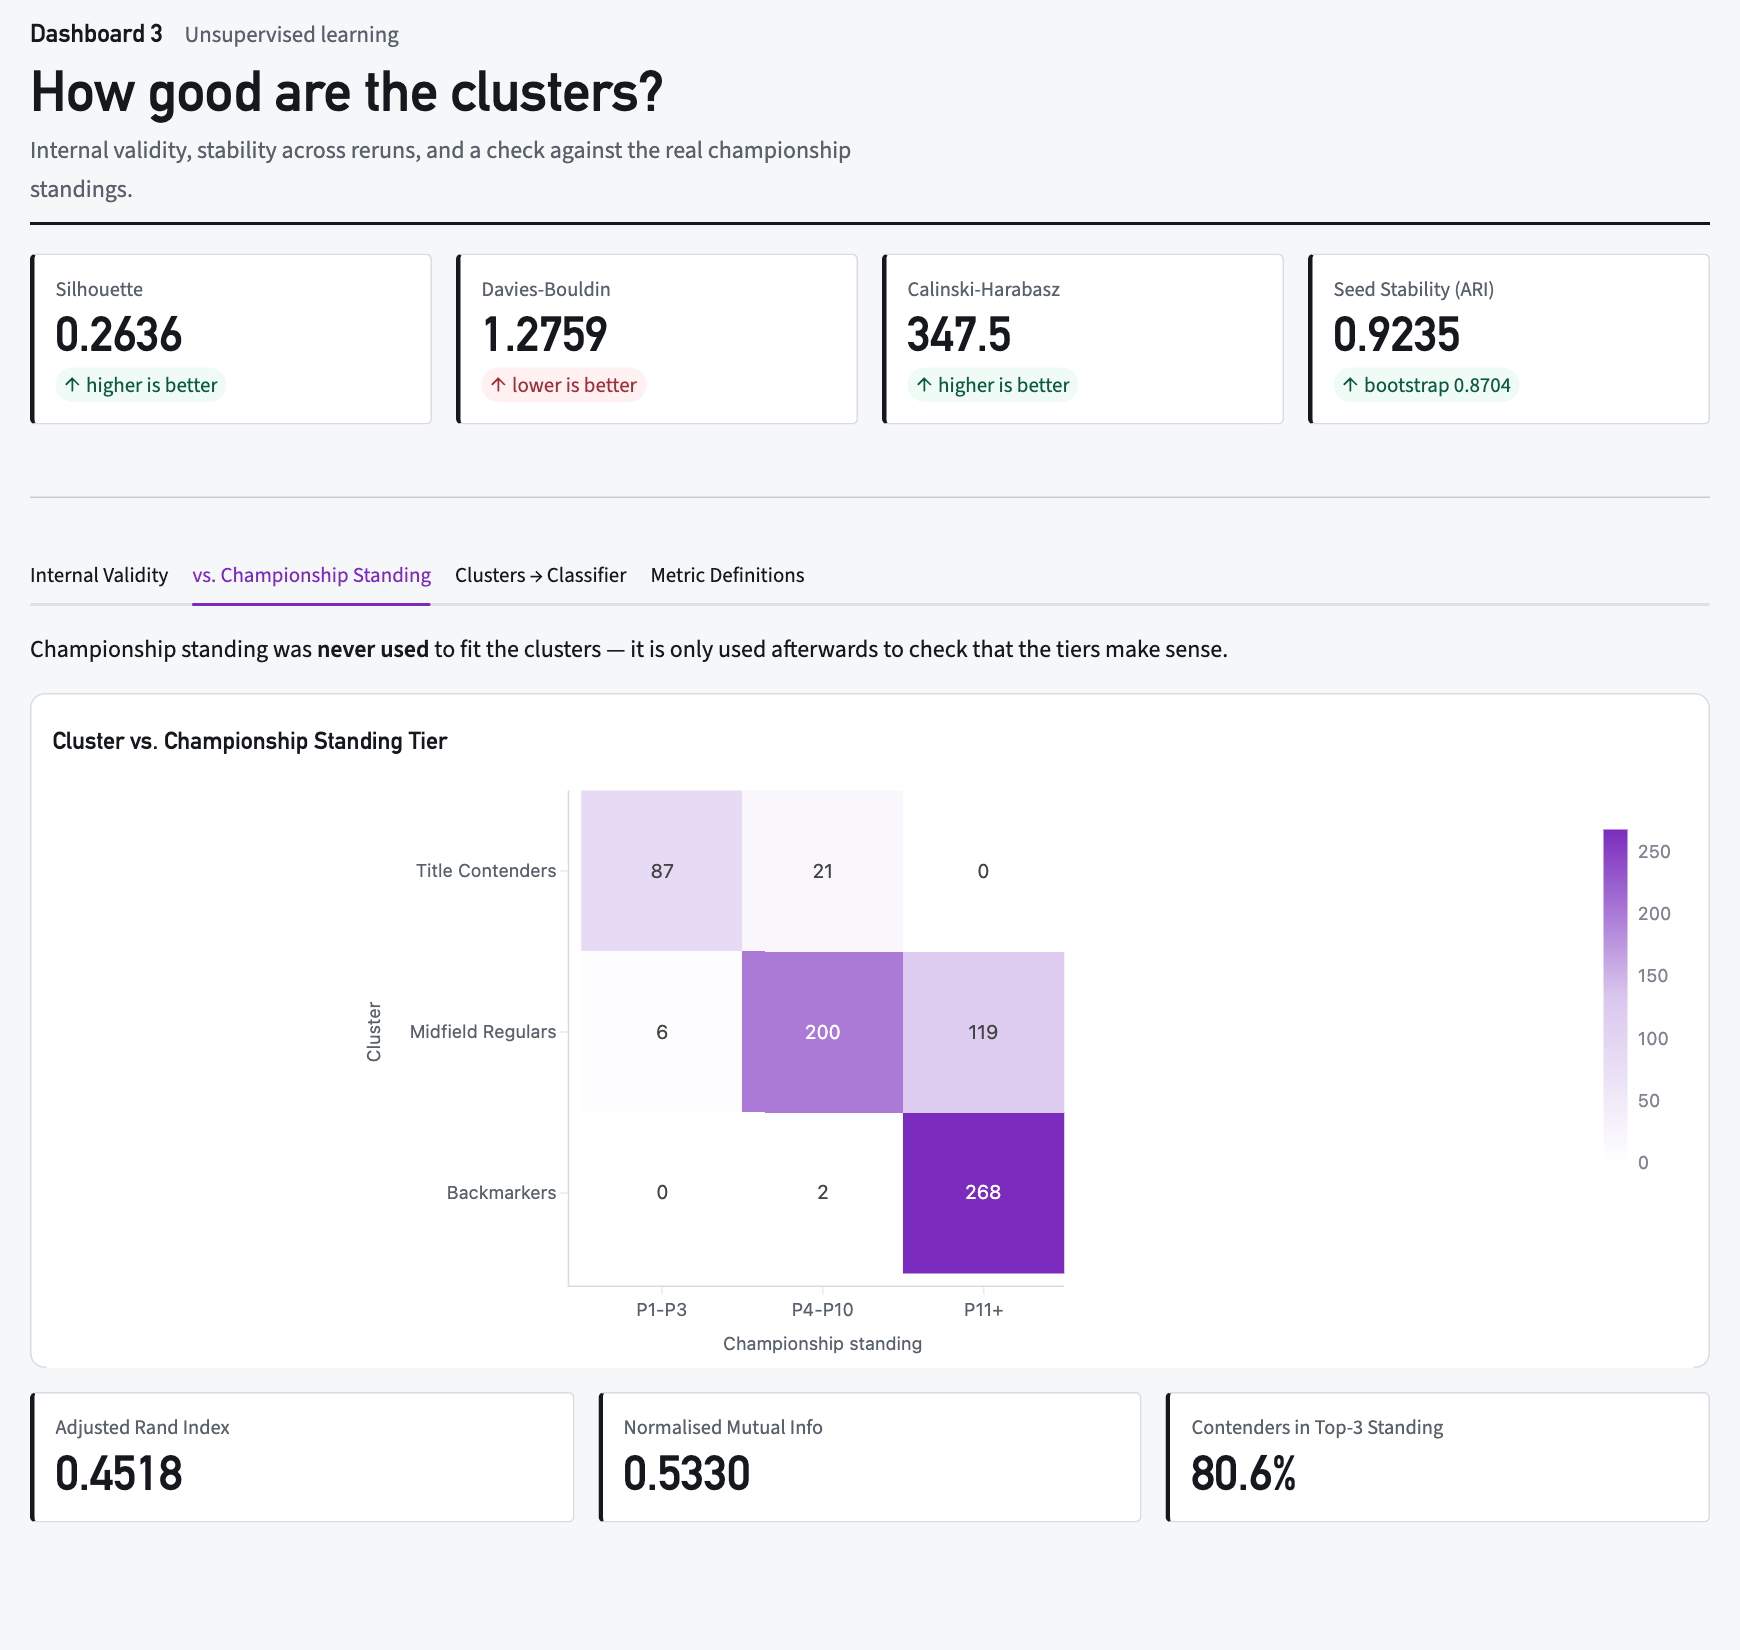 Dashboard 3 Unsupervised learning
How good are the clusters?
Internal validity, stability across reruns, and a check against the real championship
standings.
Silhouette
0.2636
↑ higher is better
Davies-Bouldin
1.2759
↑ lower is better
Calinski-Harabasz
347.5
↑ higher is better
Seed Stability (ARI)
0.9235
↑ bootstrap 0.8704
Internal Validity
vs. Championship Standing
Clusters → Classifier
Metric Definitions
Championship standing was never used to fit the clusters — it is only used afterwards to check that the tiers make sense.
Cluster vs. Championship Standing Tier
Cluster
Title Contenders 87 21 0
Midfield Regulars 6 200 119
Backmarkers 0 2 268
P1-P3 P4-P10 P11+
Championship standing
250
200
150
100
50
0
Adjusted Rand Index
0.4518
Normalised Mutual Info
0.5330
Contenders in Top-3 Standing
80.6%